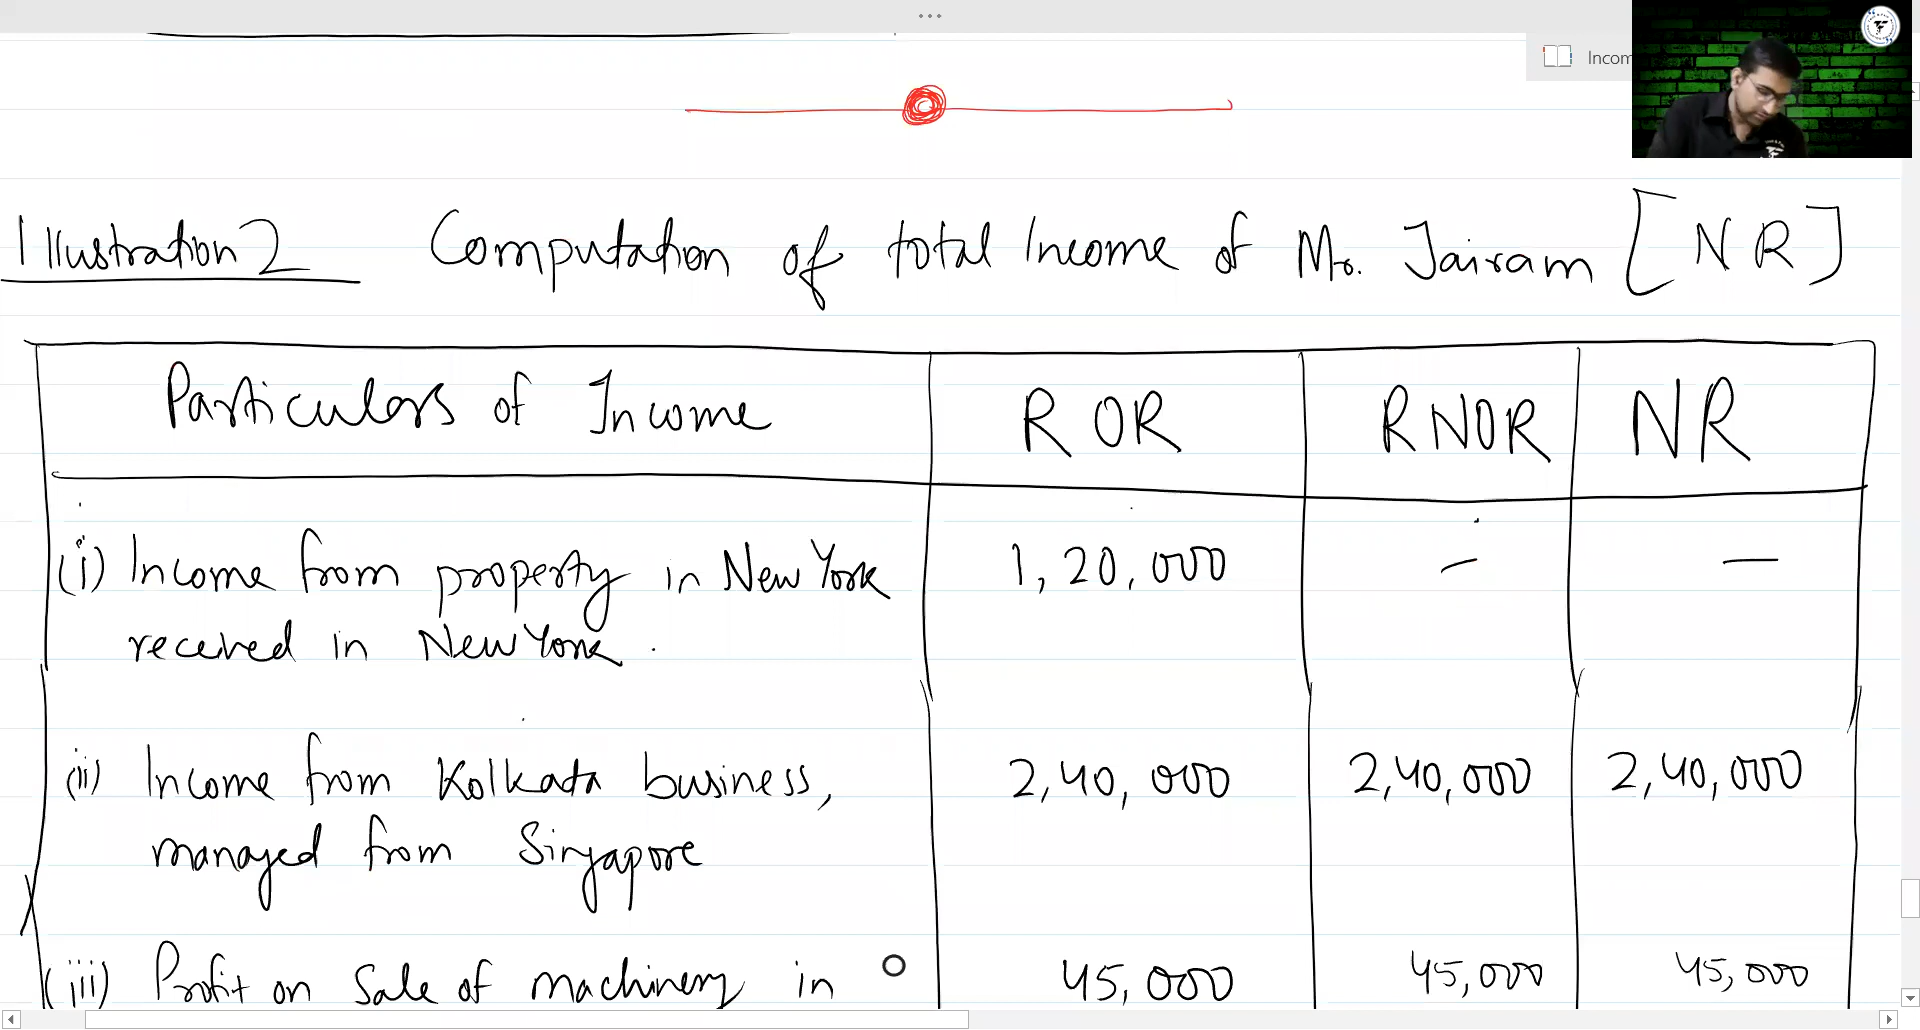 Incom
Illustration 2 Computation of total Income of Mr. Jairam [NR]
Particulars of Income ROR RNOR NR
(i) Income from property in New York 1,20,000 – –
received in New York.
(ii) Income from Kolkata business, 2,40,000 2,40,000 2,40,000
managed from Singapore
(iii) Profit on Sale of machinery in 45,000 45,000 45,000